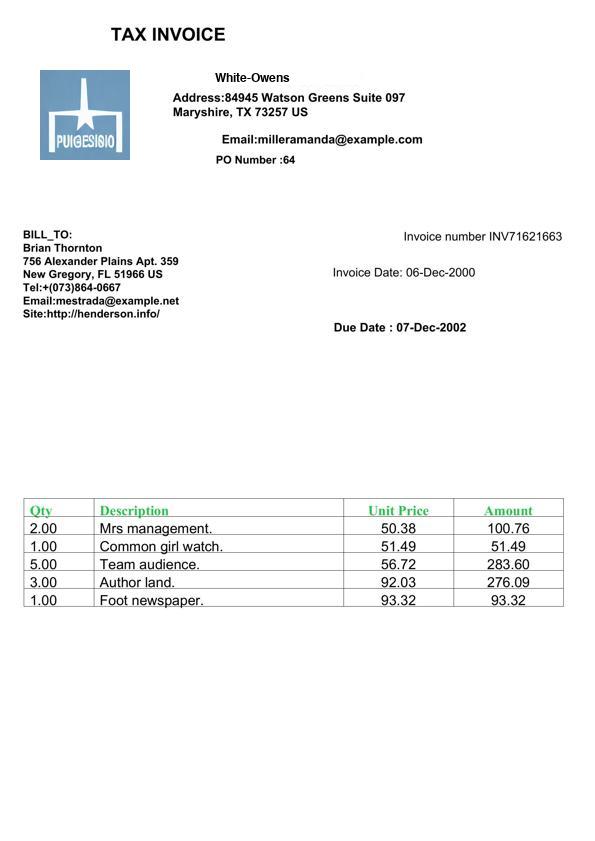 TAX INVOICE
PUIGESISIO
White-Owens
Address:84945 Watson Greens Suite 097
Maryshire, TX 73257 US
Email:milleramanda@example.com
PO Number :64
BILL_TO:
Brian Thornton
756 Alexander Plains Apt. 359
New Gregory, FL 51966 US
Tel:+(073)864-0667
Email:mestrada@example.net
Site:http://henderson.info/
Invoice number INV71621663
Invoice Date: 06-Dec-2000
Due Date : 07-Dec-2002
Qty Description Unit Price Amount
2.00 Mrs management. 50.38 100.76
1.00 Common girl watch. 51.49 51.49
5.00 Team audience. 56.72 283.60
3.00 Author land. 92.03 276.09
1.00 Foot newspaper. 93.32 93.32